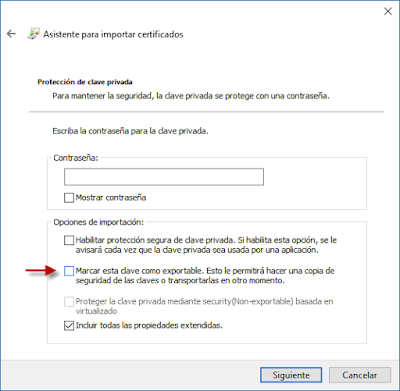 Asistente para importar certificados
Protección de clave privada
Para mantener la seguridad, la clave privada se protege con una contraseña.
Escriba la contraseña para la clave privada.
Contraseña:
Mostrar contraseña
Opciones de importación:
Habilitar protección segura de clave privada. Si habilita esta opción, se le
avisará cada vez que la clave privada sea usada por una aplicación.
Marcar esta clave como exportable. Esto le permitirá hacer una copia de
seguridad de las claves o transportarlas en otro momento.
Proteger la clave privada mediante security(Non-exportable) basada en
virtualizado
Incluir todas las propiedades extendidas.
Siguiente
Cancelar